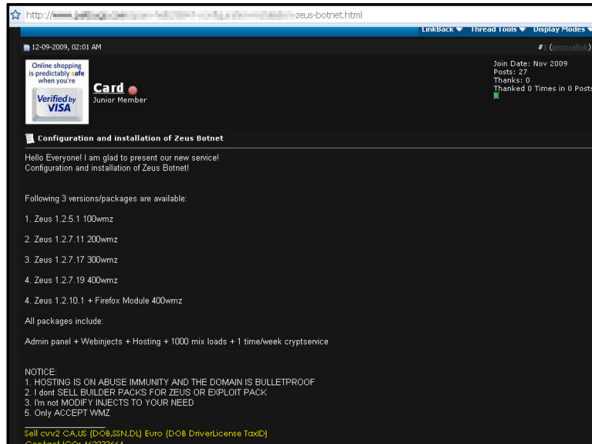 http://
zeus-botnet.html
LinkBack Thread Tools Display Modes
12-09-2009, 02:01 AM
#1 (permalink)
Online shopping
is predictably safe
when you're
Verified by
VISA
Card
Junior Member
Join Date: Nov 2009
Posts: 27
Thanks: 0
Thanked 0 Times in 0 Posts
Configuration and installation of Zeus Botnet
Hello Everyone! I am glad to present our new service!
Configuration and installation of Zeus Botnet!
Following 3 versions/packages are available:
1. Zeus 1.2.5.1 100wmz
2. Zeus 1.2.7.11 200wmz
3. Zeus 1.2.7.17 300wmz
4. Zeus 1.2.7.19 400wmz
4. Zeus 1.2.10.1 + Firefox Module 400wmz
All packages include:
Admin panel + Webinjects + Hosting + 1000 mix loads + 1 time/week cryptservice
NOTICE:
1. HOSTING IS ON ABUSE IMMUNITY AND THE DOMAIN IS BULLETPROOF
2. I dont SELL BUILDER PACKS FOR ZEUS OR EXPLOIT PACK
3. I'm not MODIFY INJECTS TO YOUR NEED
5. Only ACCEPT WMZ
Sell cvv2 CA,US (DOB,SSN,DL) Euro (DOB DriverLicense TaxID)